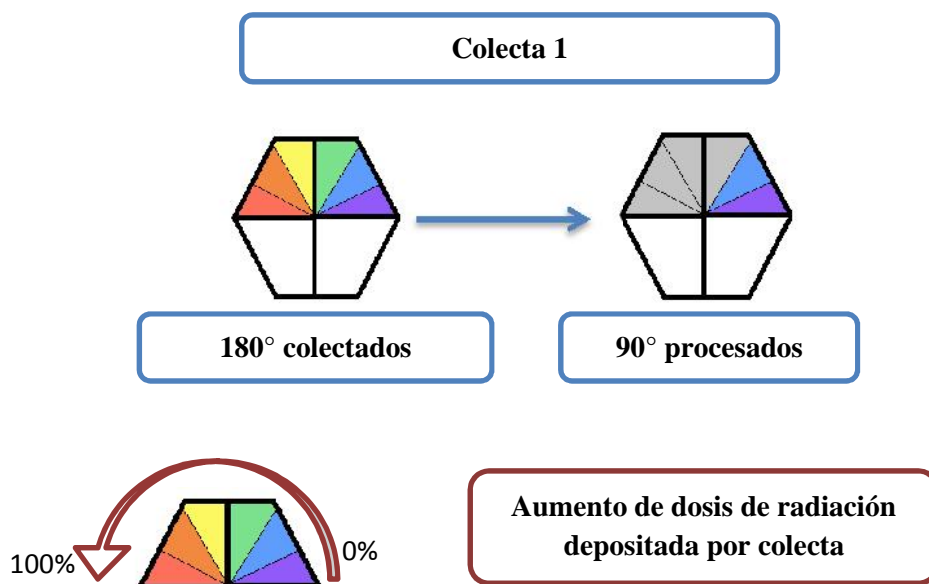 Colecta 1
180° colectados
90° procesados
100%
0%
Aumento de dosis de radiación
depositada por colecta